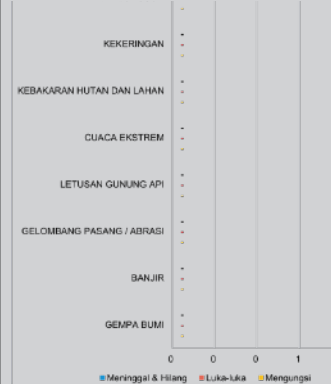 KEKERINGAN
KEBAKARAN HUTAN DAN LAHAN
CUACA EKSTREM
LETUSAN GUNUNG API
GELOMBANG PASANG / ABRASI
BANJIR
GEMPA BUMI
0 0 0 1
Meninggal & Hilang Luka-luka Mengungsi